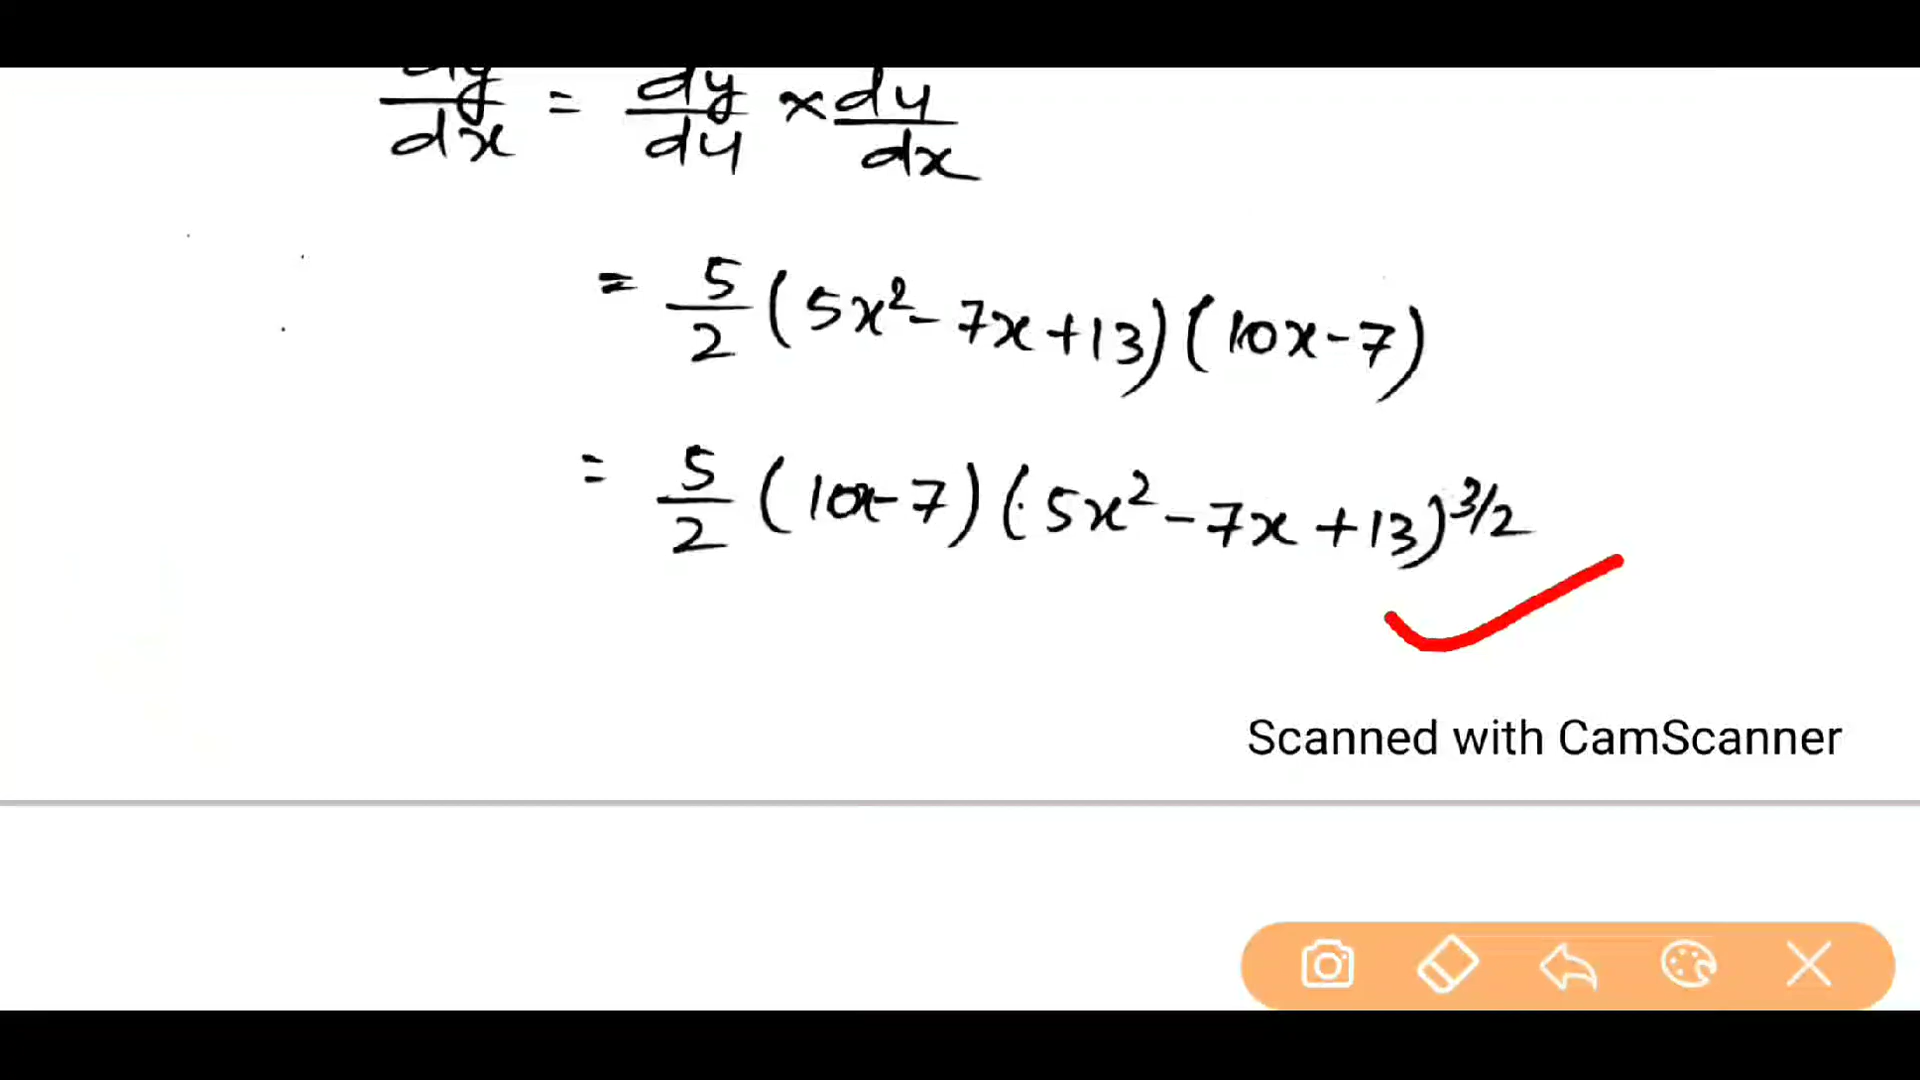 dy/dx = dy/du × du/dx
= 5/2 (5x² - 7x + 13) (10x - 7)
= 5/2 (10x - 7) (5x² - 7x + 13)^3/2
Scanned with CamScanner